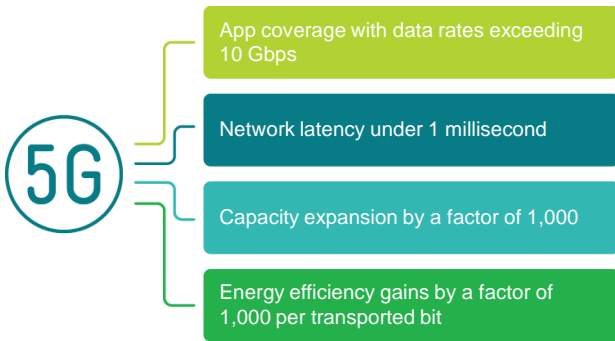 5G
App coverage with data rates exceeding
10 Gbps
Network latency under 1 millisecond
Capacity expansion by a factor of 1,000
Energy efficiency gains by a factor of
1,000 per transported bit